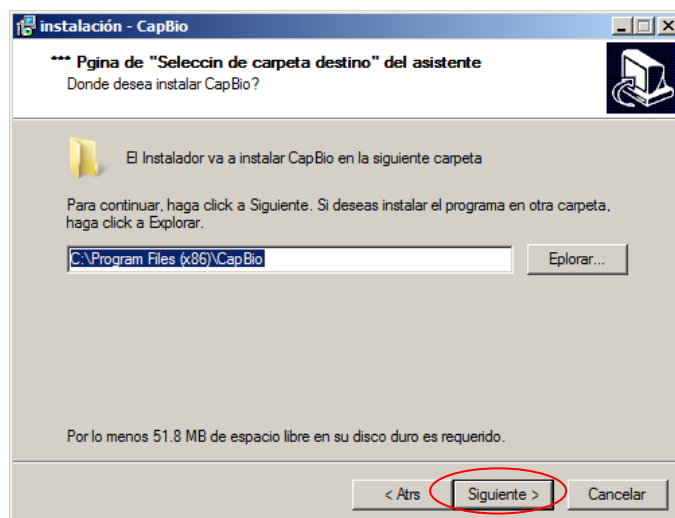 instalación - CapBio
*** Pgina de "Seleccin de carpeta destino" del asistente
Donde desea instalar CapBio?
El Instalador va a instalar CapBio en la siguiente carpeta
Para continuar, haga click a Siguiente. Si deseas instalar el programa en otra carpeta,
haga click a Explorar.
C:\Program Files (x86)\CapBio
Eplorar...
Por lo menos 51.8 MB de espacio libre en su disco duro es requerido.
< Atrs
Siguiente >
Cancelar